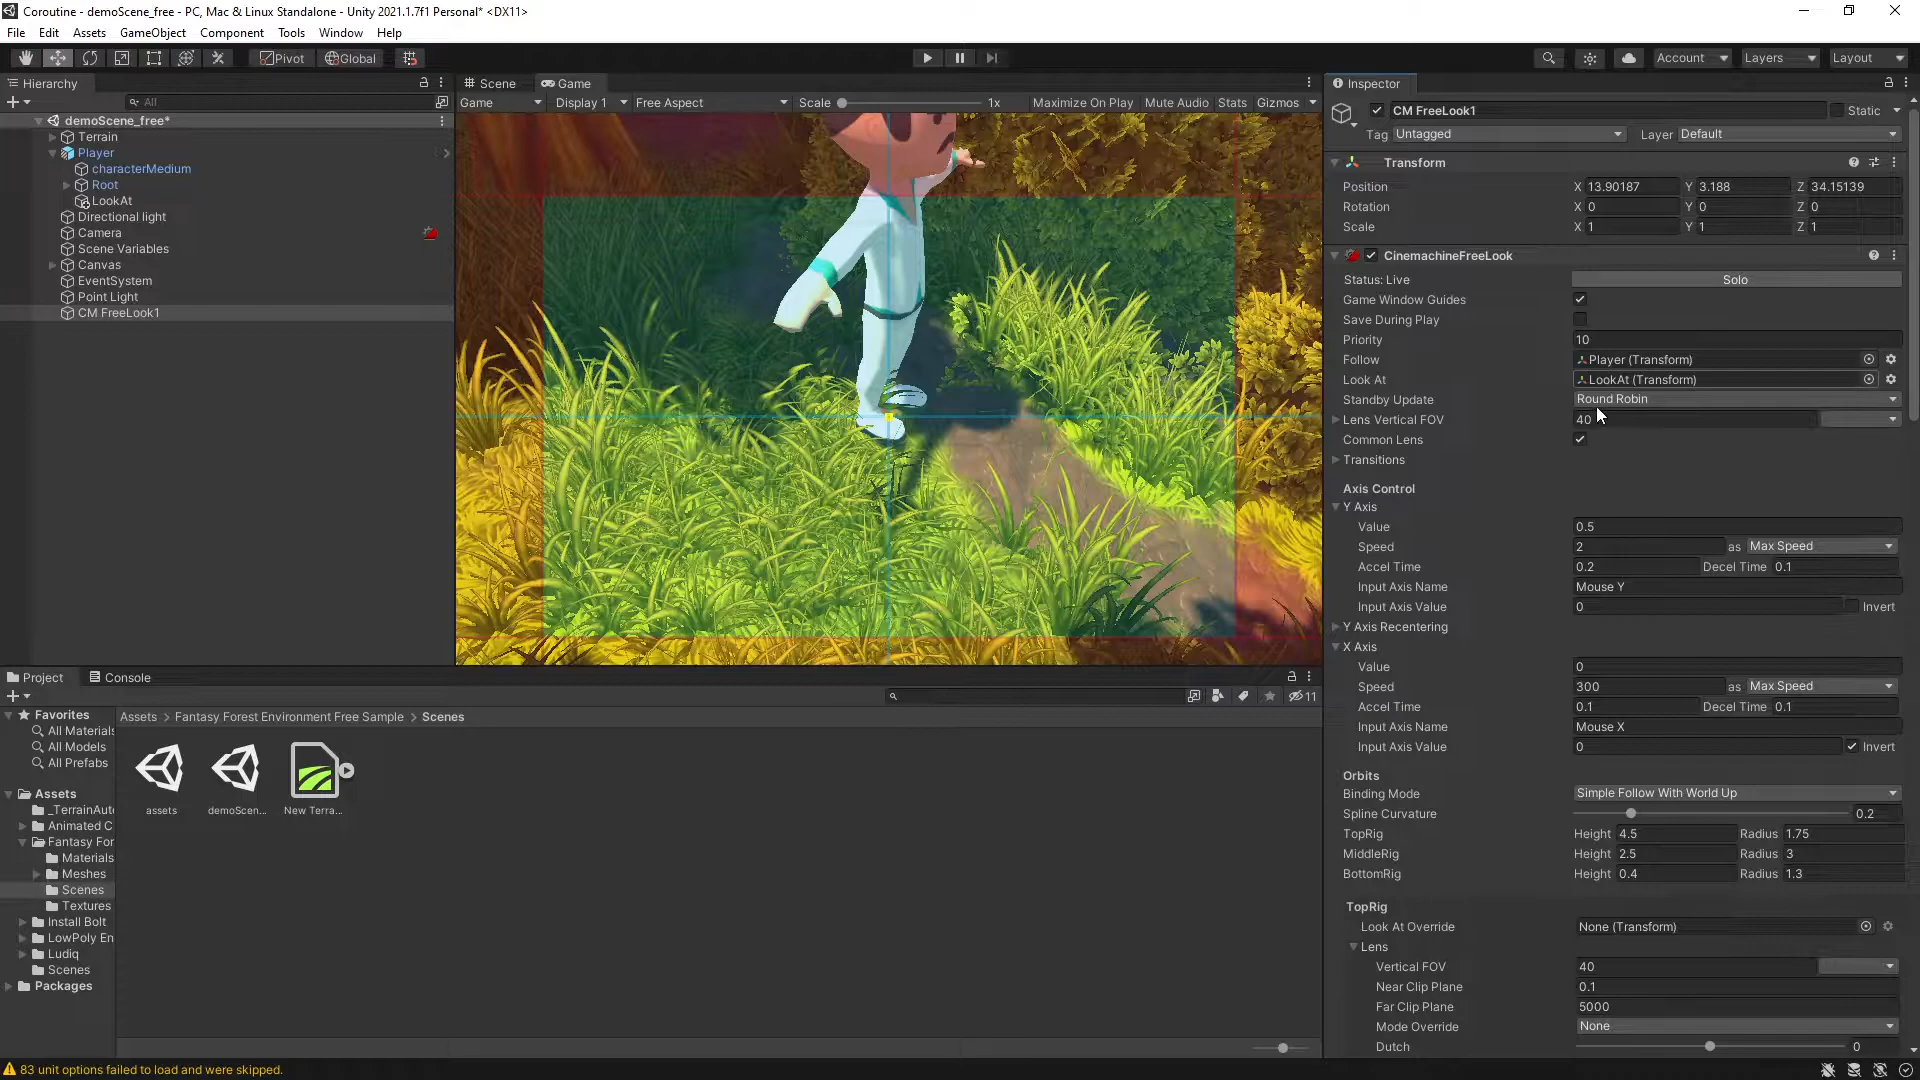 Coroutine - demoScene_free - PC, Mac & Linux Standalone - Unity 2021.1.7f1 Personal* <DX11>
File Edit Assets GameObject Component Tools Window Help
Pivot Global Account Layers Layout
Hierarchy
All
demoScene_free*
Terrain
Player
characterMedium
Root
LookAt
Directional light
Camera
Scene Variables
Canvas
EventSystem
Point Light
CM FreeLook1
Scene Game
Game Display 1 Free Aspect Scale 1x Maximize On Play Mute Audio Stats Gizmos
Inspector
CM FreeLook1 Static
Tag Untagged Layer Default
Transform
Position X 13.90187 Y 3.188 Z 34.15139
Rotation X 0 Y 0 Z 0
Scale X 1 Y 1 Z 1
CinemachineFreeLook
Status: Live Solo
Game Window Guides
Save During Play
Priority 10
Follow Player (Transform)
Look At LookAt (Transform)
Standby Update Round Robin
Lens Vertical FOV 40
Common Lens
Transitions
Axis Control
Y Axis
Value 0.5
Speed 2 as Max Speed
Accel Time 0.2 Decel Time 0.1
Input Axis Name Mouse Y
Input Axis Value 0 Invert
Y Axis Recentering
X Axis
Value 0
Speed 300 as Max Speed
Accel Time 0.1 Decel Time 0.1
Input Axis Name Mouse X
Input Axis Value 0 Invert
Orbits
Binding Mode Simple Follow With World Up
Spline Curvature 0.2
TopRig Height 4.5 Radius 1.75
MiddleRig Height 2.5 Radius 3
BottomRig Height 0.4 Radius 1.3
TopRig
Look At Override None (Transform)
Lens
Vertical FOV 40
Near Clip Plane 0.1
Far Clip Plane 5000
Mode Override None
Dutch 0
Project Console
11
Favorites
All Materials
All Models
All Prefabs
Assets
_TerrainAuto
Animated C
Fantasy For
Materials
Meshes
Scenes
Textures
Install Bolt
LowPoly En
Ludiq
Scenes
Packages
Assets > Fantasy Forest Environment Free Sample > Scenes
assets demoScen... New Terra...
83 unit options failed to load and were skipped.